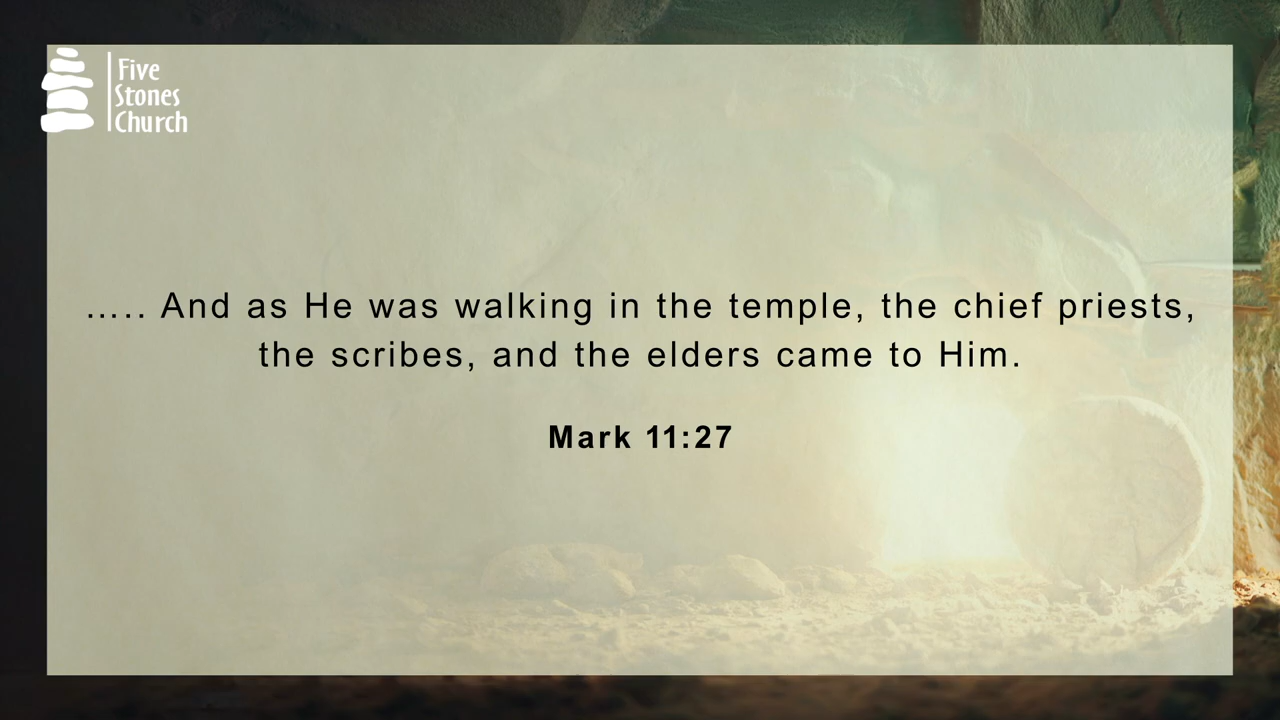 Five
Stones
Church
..... And as He was walking in the temple, the chief priests,
the scribes, and the elders came to Him.
Mark 11:27